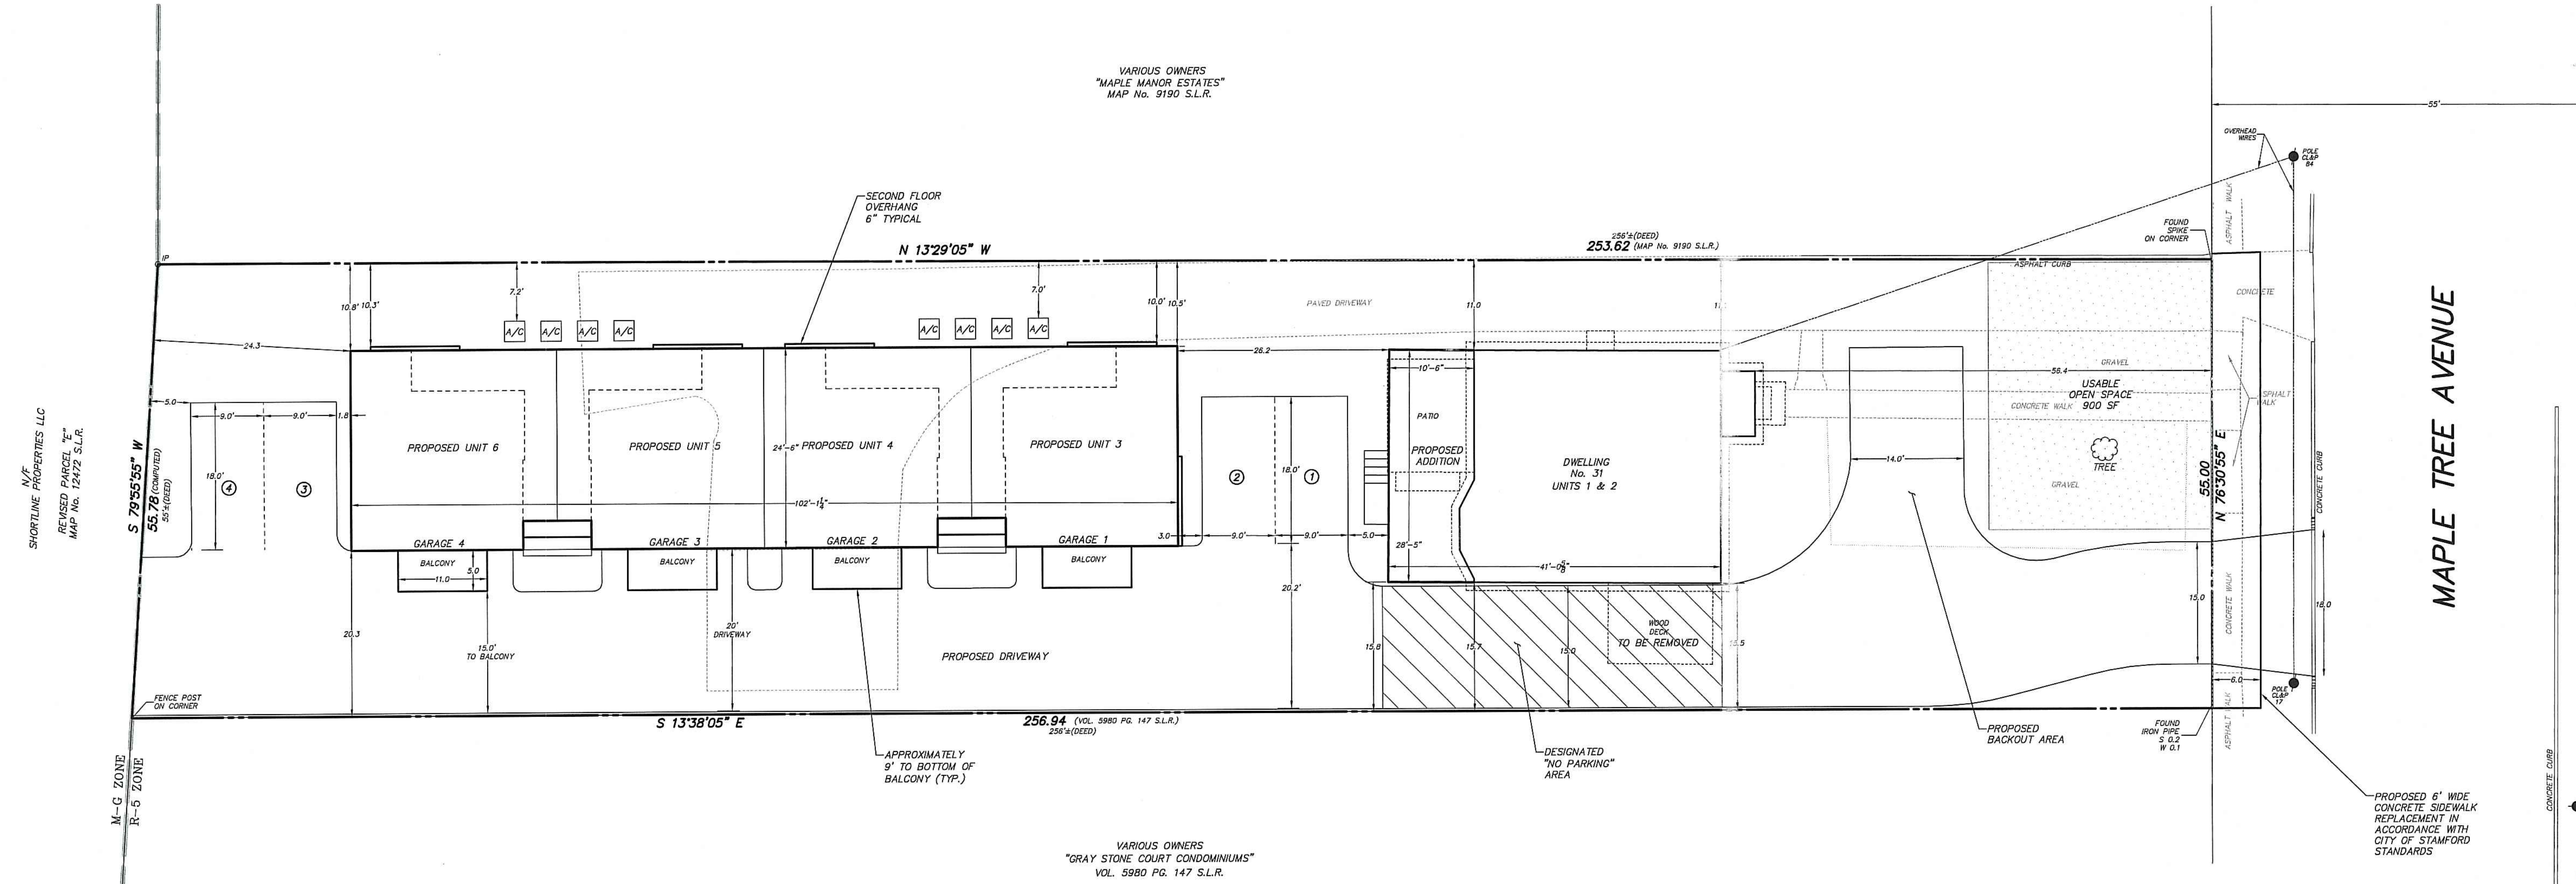 VARIOUS OWNERS
"MAPLE MANOR ESTATES"
MAP No. 9190 S.L.R.
55'
OVERHEAD
WIRES
POLE
CL&P
84
SECOND FLOOR
OVERHANG
6" TYPICAL
N 13°29'05" W
256'±(DEED)
253.62 (MAP No. 9190 S.L.R.)
FOUND
SPIKE
ON CORNER
ASPHALT WALK
IP
ASPHALT CURB
10.8'
10.3'
7.2'
7.0'
10.0'
10.5'
PAVED DRIVEWAY
11.0
CONCRETE
A/C
A/C
A/C
A/C
A/C
A/C
A/C
A/C
24.3
26.2
10'-6"
GRAVEL
56.4
USABLE
OPEN SPACE
CONCRETE WALK 900 SF
ASPHALT
WALK
5.0
9.0'
9.0'
1.8
PATIO
PROPOSED UNIT 6
PROPOSED UNIT 5
24'-6"
PROPOSED UNIT 4
PROPOSED UNIT 3
PROPOSED
ADDITION
DWELLING
No. 31
UNITS 1 & 2
14.0'
TREE
GRAVEL
18.0'
4
3
2
18.0'
1
102'-1¼"
N/F
SHORTLINE PROPERTIES LLC
REVISED PARCEL "E"
MAP No. 12472 S.L.R.
S 79°55'55" W
55.78 (COMPUTED)
55'±(DEED)
55.00
N 76°30'55" E
CONCRETE CURB
MAPLE TREE AVENUE
GARAGE 4
GARAGE 3
GARAGE 2
GARAGE 1
3.0
9.0'
9.0'
5.0
28'-5"
41'-0⅝"
BALCONY
BALCONY
BALCONY
BALCONY
5.0
11.0
20.3
15.0'
TO BALCONY
20'
DRIVEWAY
PROPOSED DRIVEWAY
20.2'
15.8
15.7
15.0
WOOD
DECK
TO BE REMOVED
15.0
CONCRETE WALK
18.0
FENCE POST
ON CORNER
6.0
POLE
CL&P
17
S 13°38'05" E
256.94 (VOL. 5980 PG. 147 S.L.R.)
256'±(DEED)
ASPHALT WALK
APPROXIMATELY
9' TO BOTTOM OF
BALCONY (TYP.)
DESIGNATED
"NO PARKING"
AREA
PROPOSED
BACKOUT AREA
FOUND
IRON PIPE
S 0.2
W 0.1
M-G ZONE
R-5 ZONE
PROPOSED 6' WIDE
CONCRETE SIDEWALK
REPLACEMENT IN
ACCORDANCE WITH
CITY OF STAMFORD
STANDARDS
CONCRETE CURB
VARIOUS OWNERS
"GRAY STONE COURT CONDOMINIUMS"
VOL. 5980 PG. 147 S.L.R.